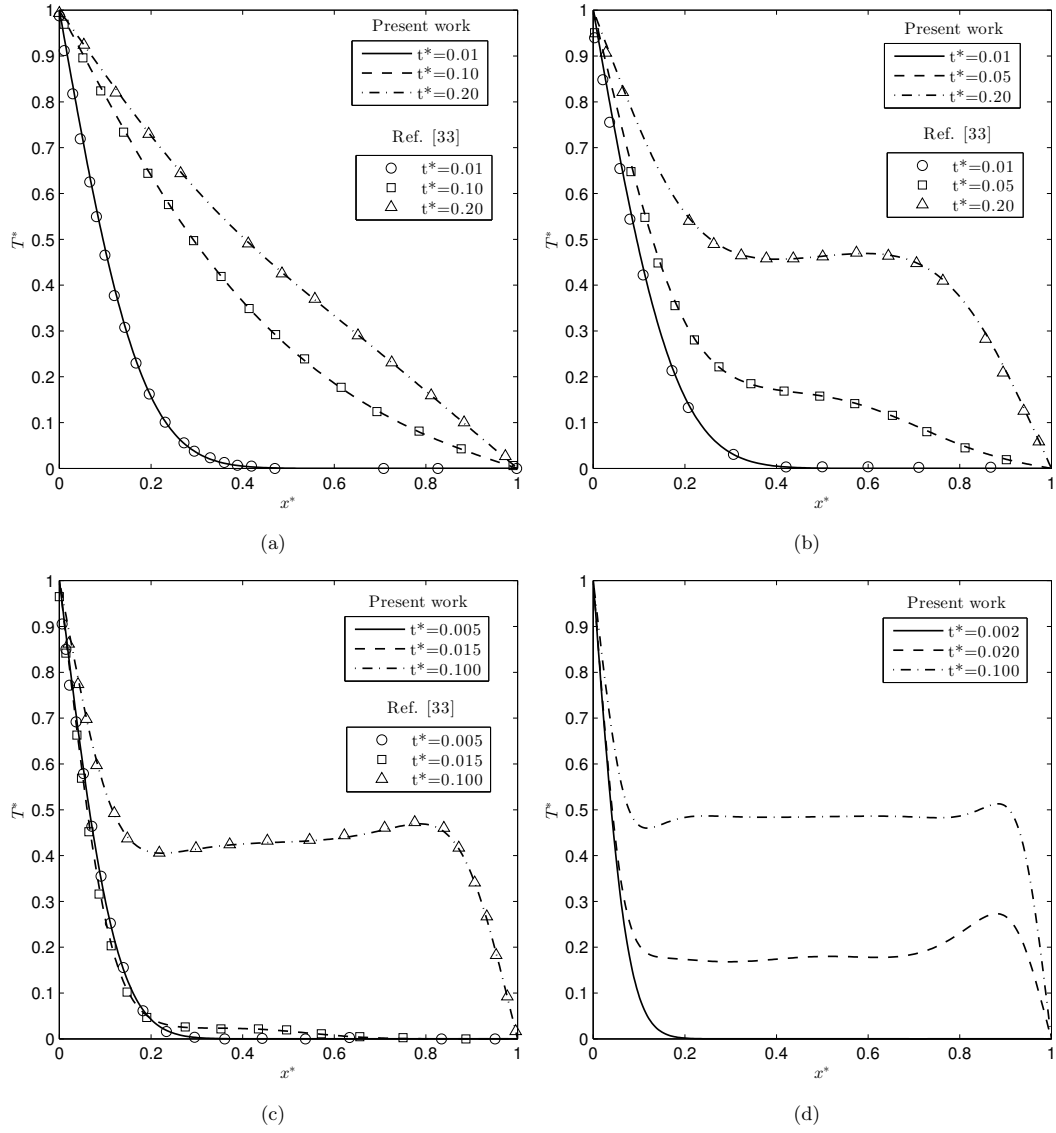 Present work
t*=0.01
t*=0.10
t*=0.20
Ref. [33]
t*=0.01
t*=0.10
t*=0.20
1
0.9
0.8
0.7
0.6
0.5
0.4
0.3
0.2
0.1
0
T*
0 0.2 0.4 0.6 0.8 1
x*
(a)
Present work
t*=0.01
t*=0.05
t*=0.20
Ref. [33]
t*=0.01
t*=0.05
t*=0.20
1
0.9
0.8
0.7
0.6
0.5
0.4
0.3
0.2
0.1
0
T*
0 0.2 0.4 0.6 0.8 1
x*
(b)
Present work
t*=0.005
t*=0.015
t*=0.100
Ref. [33]
t*=0.005
t*=0.015
t*=0.100
1
0.9
0.8
0.7
0.6
0.5
0.4
0.3
0.2
0.1
0
T*
0 0.2 0.4 0.6 0.8 1
x*
(c)
Present work
t*=0.002
t*=0.020
t*=0.100
1
0.9
0.8
0.7
0.6
0.5
0.4
0.3
0.2
0.1
0
T*
0 0.2 0.4 0.6 0.8 1
x*
(d)